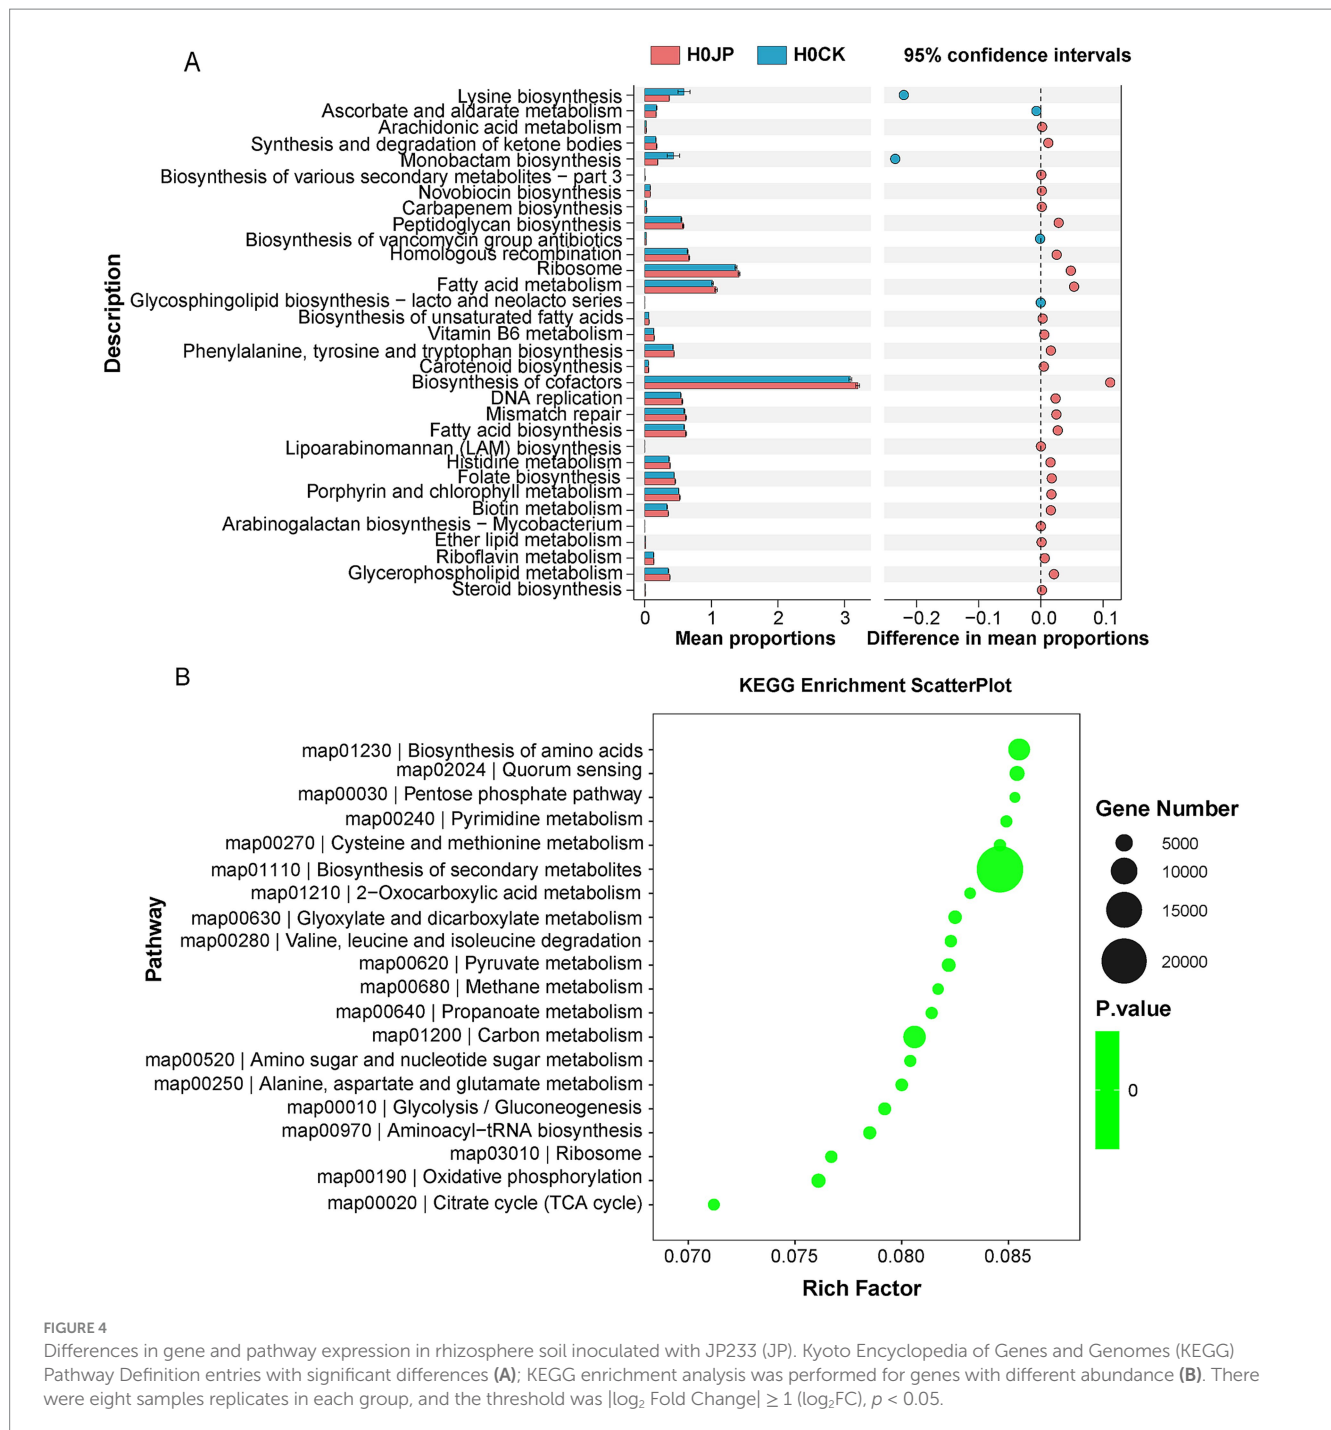 A
H0JP H0CK 95% confidence intervals
Description
Lysine biosynthesis
Ascorbate and aldarate metabolism
Arachidonic acid metabolism
Synthesis and degradation of ketone bodies
Monobactam biosynthesis
Biosynthesis of various secondary metabolites − part 3
Novobiocin biosynthesis
Carbapenem biosynthesis
Peptidoglycan biosynthesis
Biosynthesis of vancomycin group antibiotics
Homologous recombination
Ribosome
Fatty acid metabolism
Glycosphingolipid biosynthesis − lacto and neolacto series
Biosynthesis of unsaturated fatty acids
Vitamin B6 metabolism
Phenylalanine, tyrosine and tryptophan biosynthesis
Carotenoid biosynthesis
Biosynthesis of cofactors
DNA replication
Mismatch repair
Fatty acid biosynthesis
Lipoarabinomannan (LAM) biosynthesis
Histidine metabolism
Folate biosynthesis
Porphyrin and chlorophyll metabolism
Biotin metabolism
Arabinogalactan biosynthesis − Mycobacterium
Ether lipid metabolism
Riboflavin metabolism
Glycerophospholipid metabolism
Steroid biosynthesis
0 1 2 3 −0.2 −0.1 0.0 0.1
Mean proportions Difference in mean proportions
B
KEGG Enrichment ScatterPlot
Pathway
map01230 | Biosynthesis of amino acids
map02024 | Quorum sensing
map00030 | Pentose phosphate pathway
map00240 | Pyrimidine metabolism
map00270 | Cysteine and methionine metabolism
map01110 | Biosynthesis of secondary metabolites
map01210 | 2−Oxocarboxylic acid metabolism
map00630 | Glyoxylate and dicarboxylate metabolism
map00280 | Valine, leucine and isoleucine degradation
map00620 | Pyruvate metabolism
map00680 | Methane metabolism
map00640 | Propanoate metabolism
map01200 | Carbon metabolism
map00520 | Amino sugar and nucleotide sugar metabolism
map00250 | Alanine, aspartate and glutamate metabolism
map00010 | Glycolysis / Gluconeogenesis
map00970 | Aminoacyl−tRNA biosynthesis
map03010 | Ribosome
map00190 | Oxidative phosphorylation
map00020 | Citrate cycle (TCA cycle)
0.070 0.075 0.080 0.085
Rich Factor
Gene Number
5000
10000
15000
20000
P.value
0
FIGURE 4
Differences in gene and pathway expression in rhizosphere soil inoculated with JP233 (JP). Kyoto Encyclopedia of Genes and Genomes (KEGG)
Pathway Definition entries with significant differences (A); KEGG enrichment analysis was performed for genes with different abundance (B). There
were eight samples replicates in each group, and the threshold was |log₂ Fold Change| ≥ 1 (log₂FC), p < 0.05.